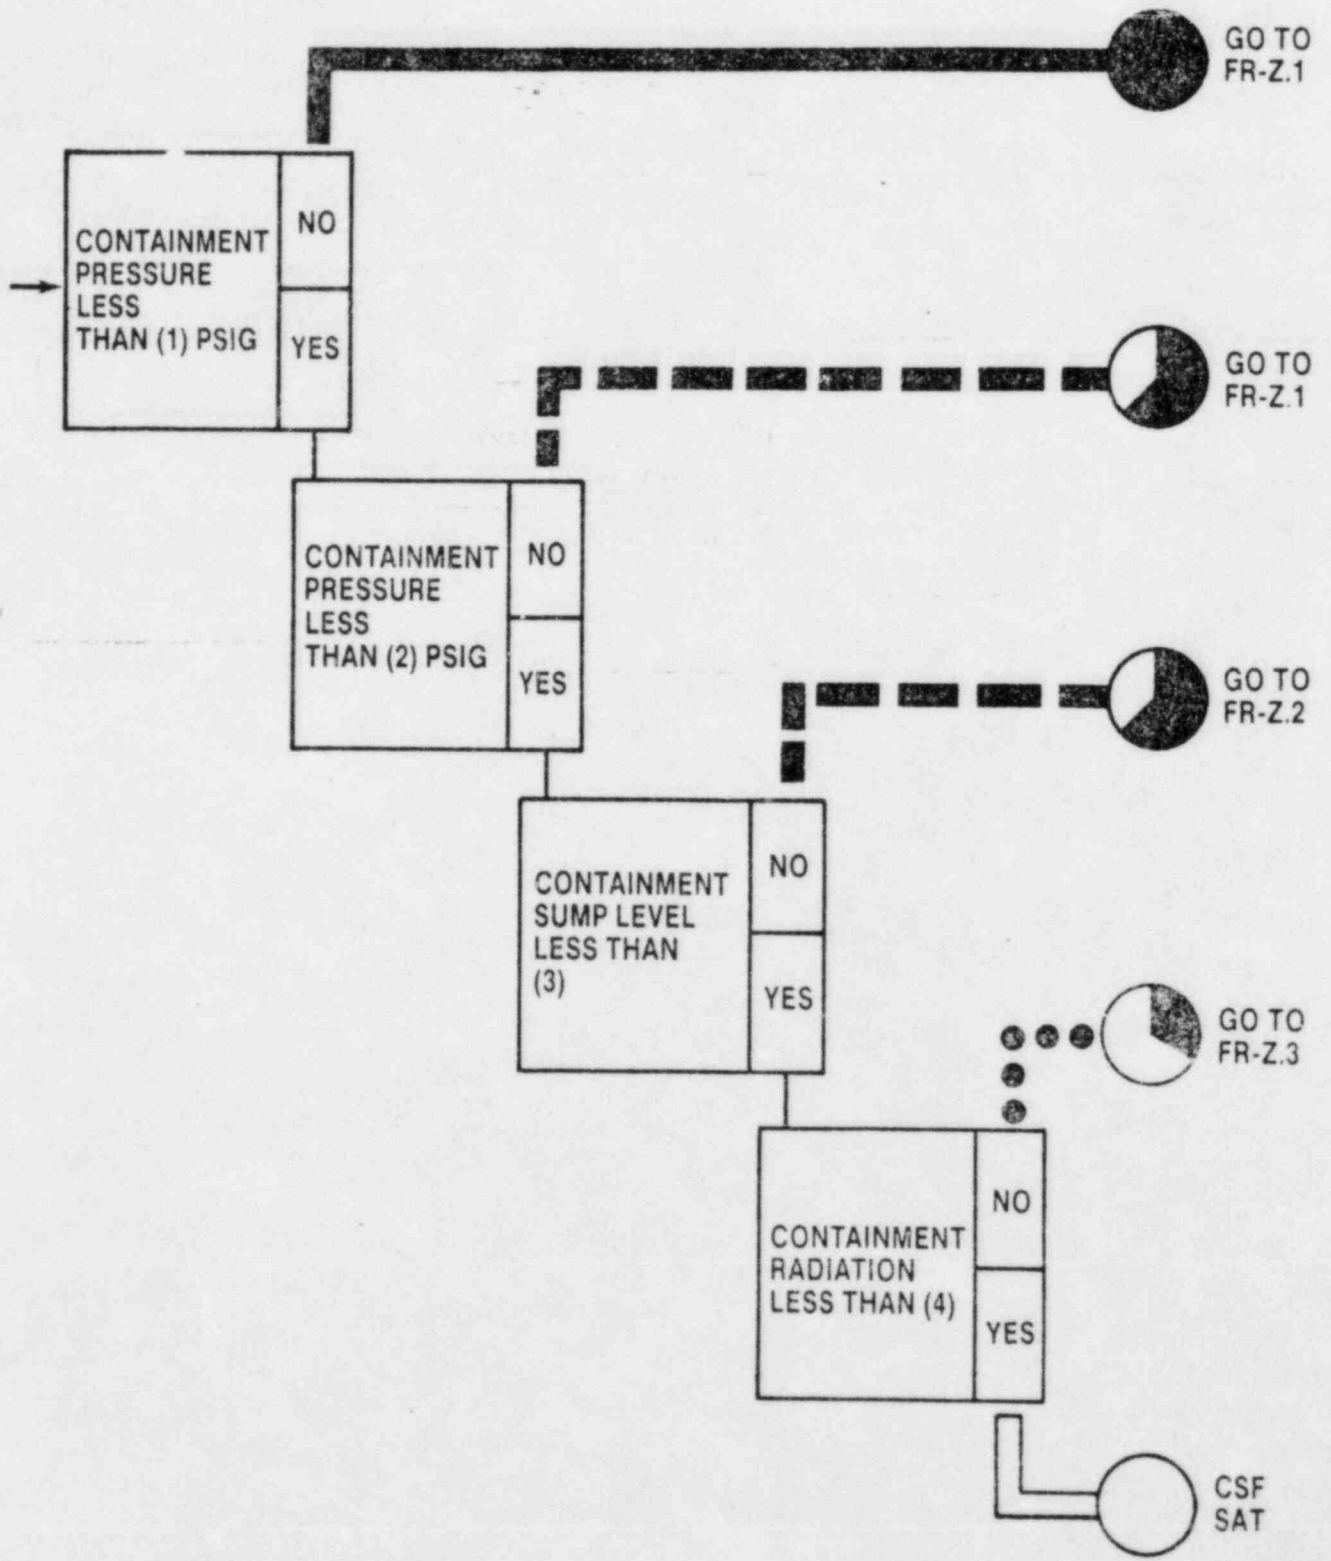 GO TO
FR-Z.1
CONTAINMENT
PRESSURE
LESS
THAN (1) PSIG
NO
YES
GO TO
FR-Z.1
CONTAINMENT
PRESSURE
LESS
THAN (2) PSIG
NO
YES
GO TO
FR-Z.2
CONTAINMENT
SUMP LEVEL
LESS THAN
(3)
NO
YES
GO TO
FR-Z.3
CONTAINMENT
RADIATION
LESS THAN (4)
NO
YES
CSF
SAT